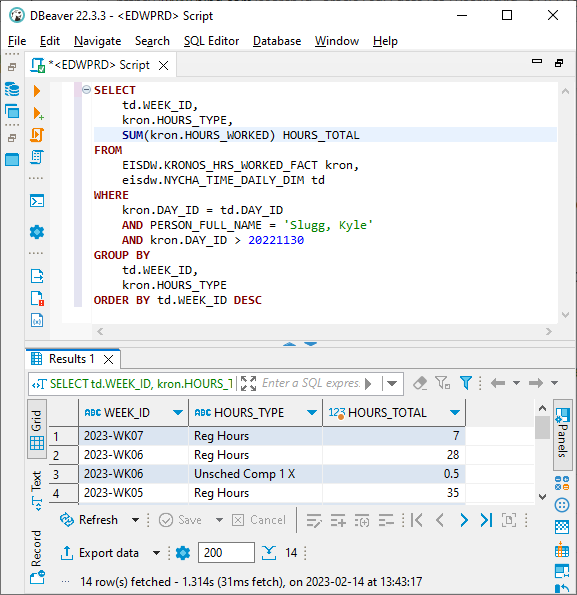 DBeaver 22.3.3 - <EDWPRD> Script
File Edit Navigate Search SQL Editor Database Window Help
*<EDWPRD> Script
SELECT
td.WEEK_ID,
kron.HOURS_TYPE,
SUM(kron.HOURS_WORKED) HOURS_TOTAL
FROM
EISDW.KRONOS_HRS_WORKED_FACT kron,
eisdw.NYCHA_TIME_DAILY_DIM td
WHERE
kron.DAY_ID = td.DAY_ID
AND PERSON_FULL_NAME = 'Slugg, Kyle'
AND kron.DAY_ID > 20221130
GROUP BY
td.WEEK_ID,
kron.HOURS_TYPE
ORDER BY td.WEEK_ID DESC
Results 1
SELECT td.WEEK_ID, kron.HOURS_T Enter a SQL expres
Grid
Text
Record
ABC WEEK_ID ABC HOURS_TYPE 123 HOURS_TOTAL
1 2023-WK07 Reg Hours 7
2 2023-WK06 Reg Hours 28
3 2023-WK06 Unsched Comp 1 X 0.5
4 2023-WK05 Reg Hours 35
Panels
Refresh Save Cancel
Export data 200 14
14 row(s) fetched - 1.314s (31ms fetch), on 2023-02-14 at 13:43:17